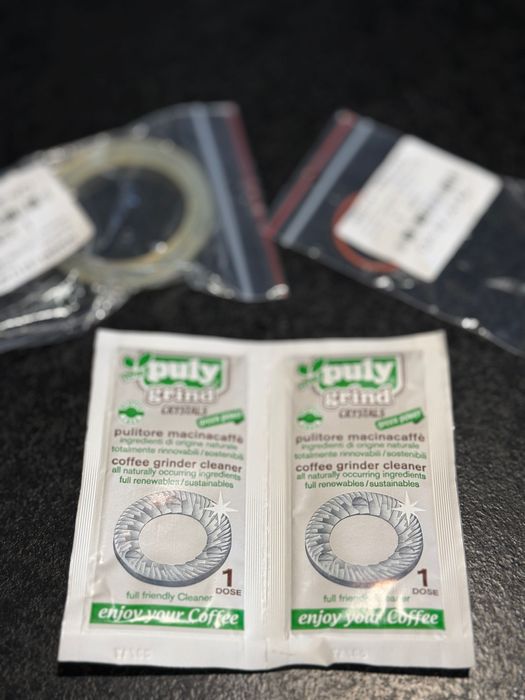 puly
grind
CRYSTALS
green power
pulitore macinacaffè
ingredienti di origine naturale
totalmente rinnovabili/sostenibili
coffee grinder cleaner
all naturally occurring ingredients
full renewables/sustainables
1
DOSE
full friendly Cleaner
enjoy your Coffee
puly
grind
CRYSTALS
green power
pulitore macinacaffè
ingredienti di origine naturale
totalmente rinnovabili/sostenibili
coffee grinder cleaner
all naturally occurring ingredients
full renewables/sustainables
1
DOSE
full friendly Cleaner
enjoy your Coffee